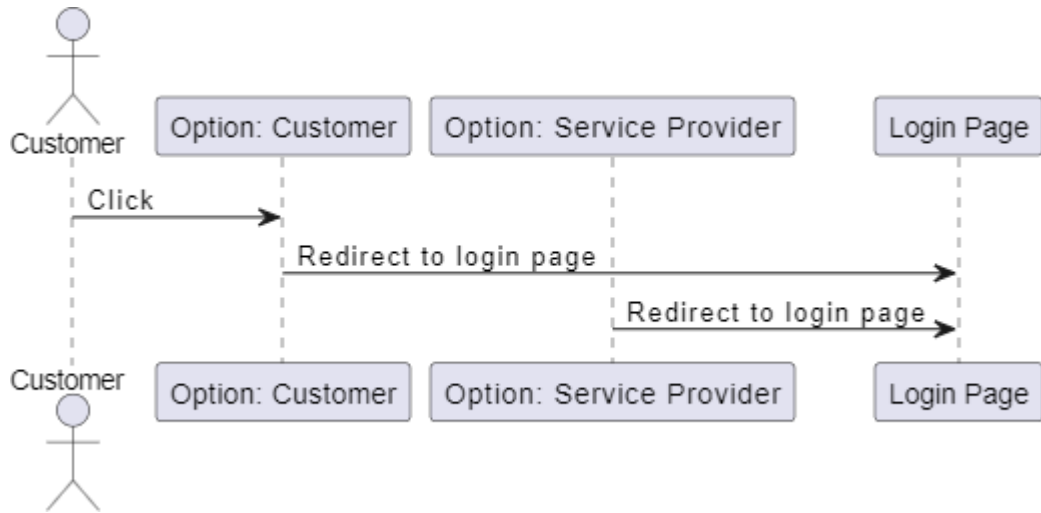 Customer
Option: Customer
Option: Service Provider
Login Page
Click
Redirect to login page
Redirect to login page
Customer
Option: Customer
Option: Service Provider
Login Page